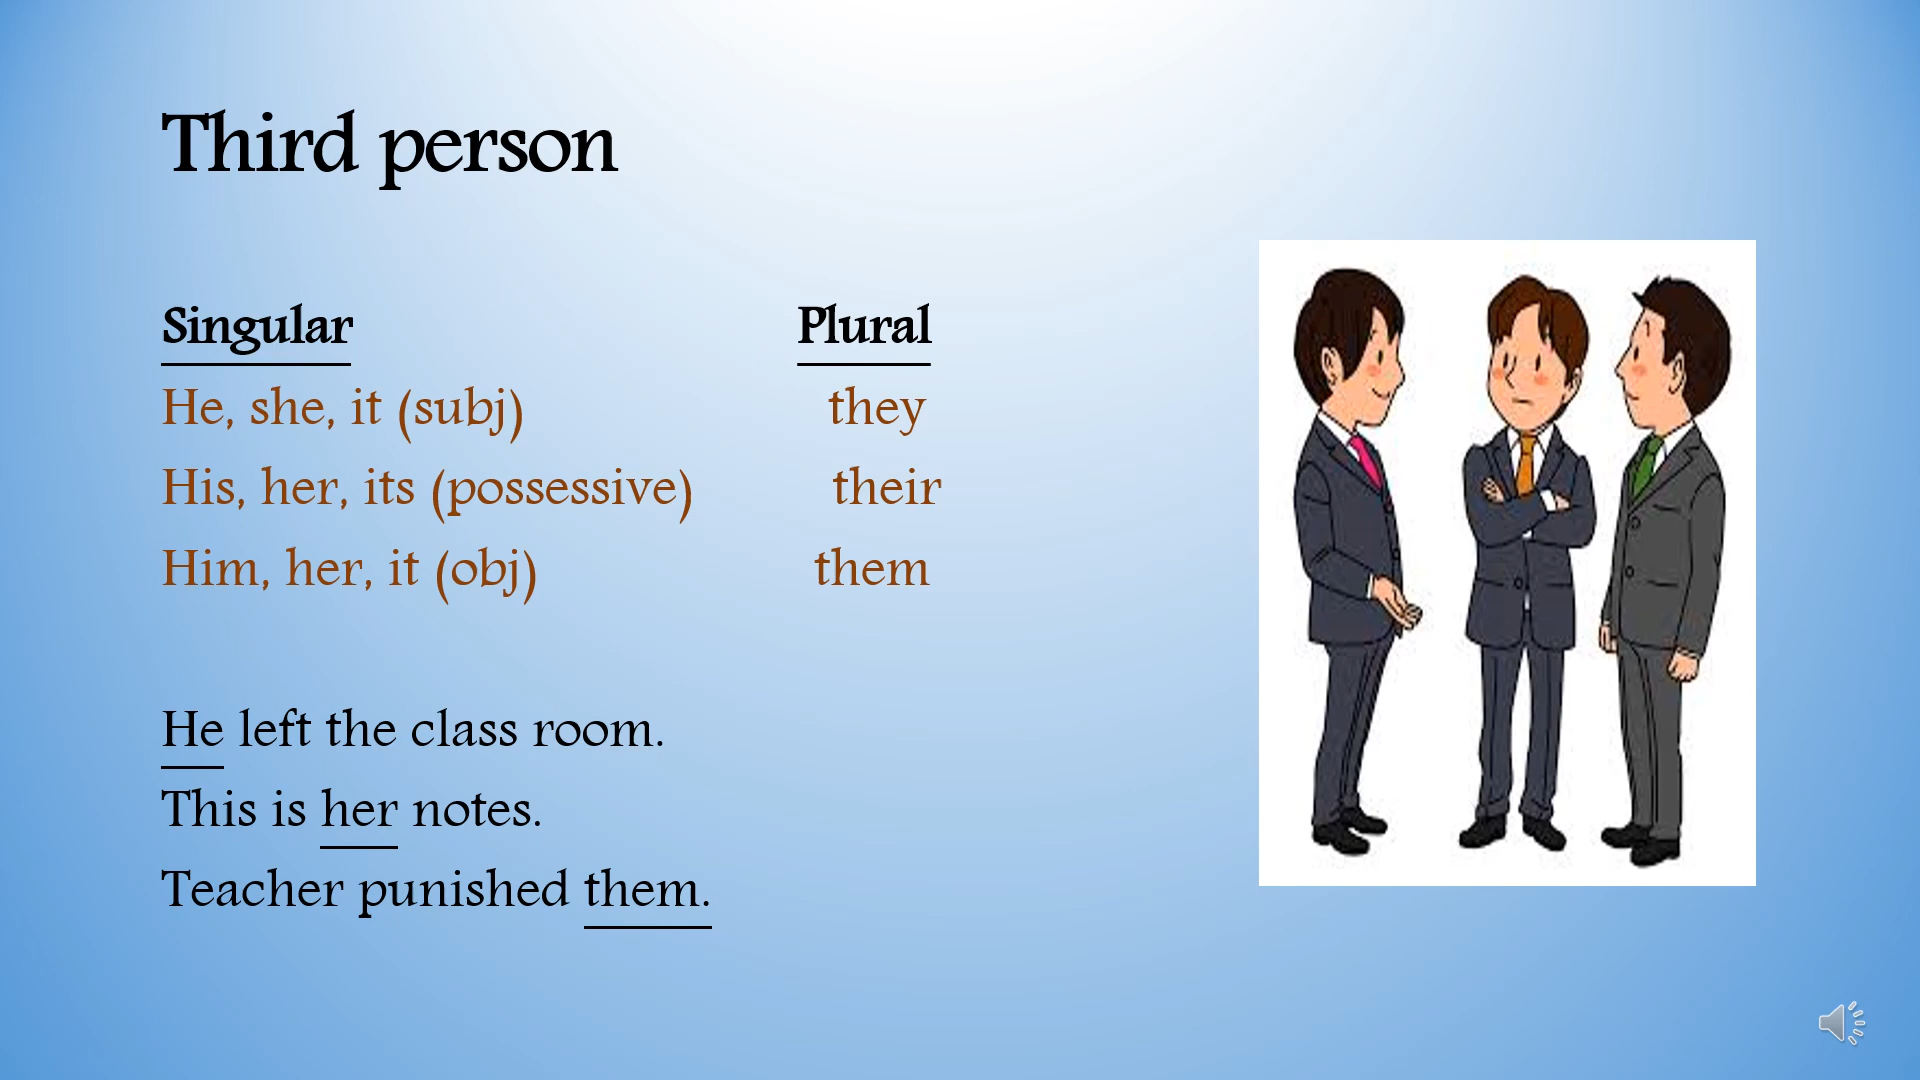 Third person
Singular Plural
He, she, it (subj) they
His, her, its (possessive) their
Him, her, it (obj) them
He left the class room.
This is her notes.
Teacher punished them.